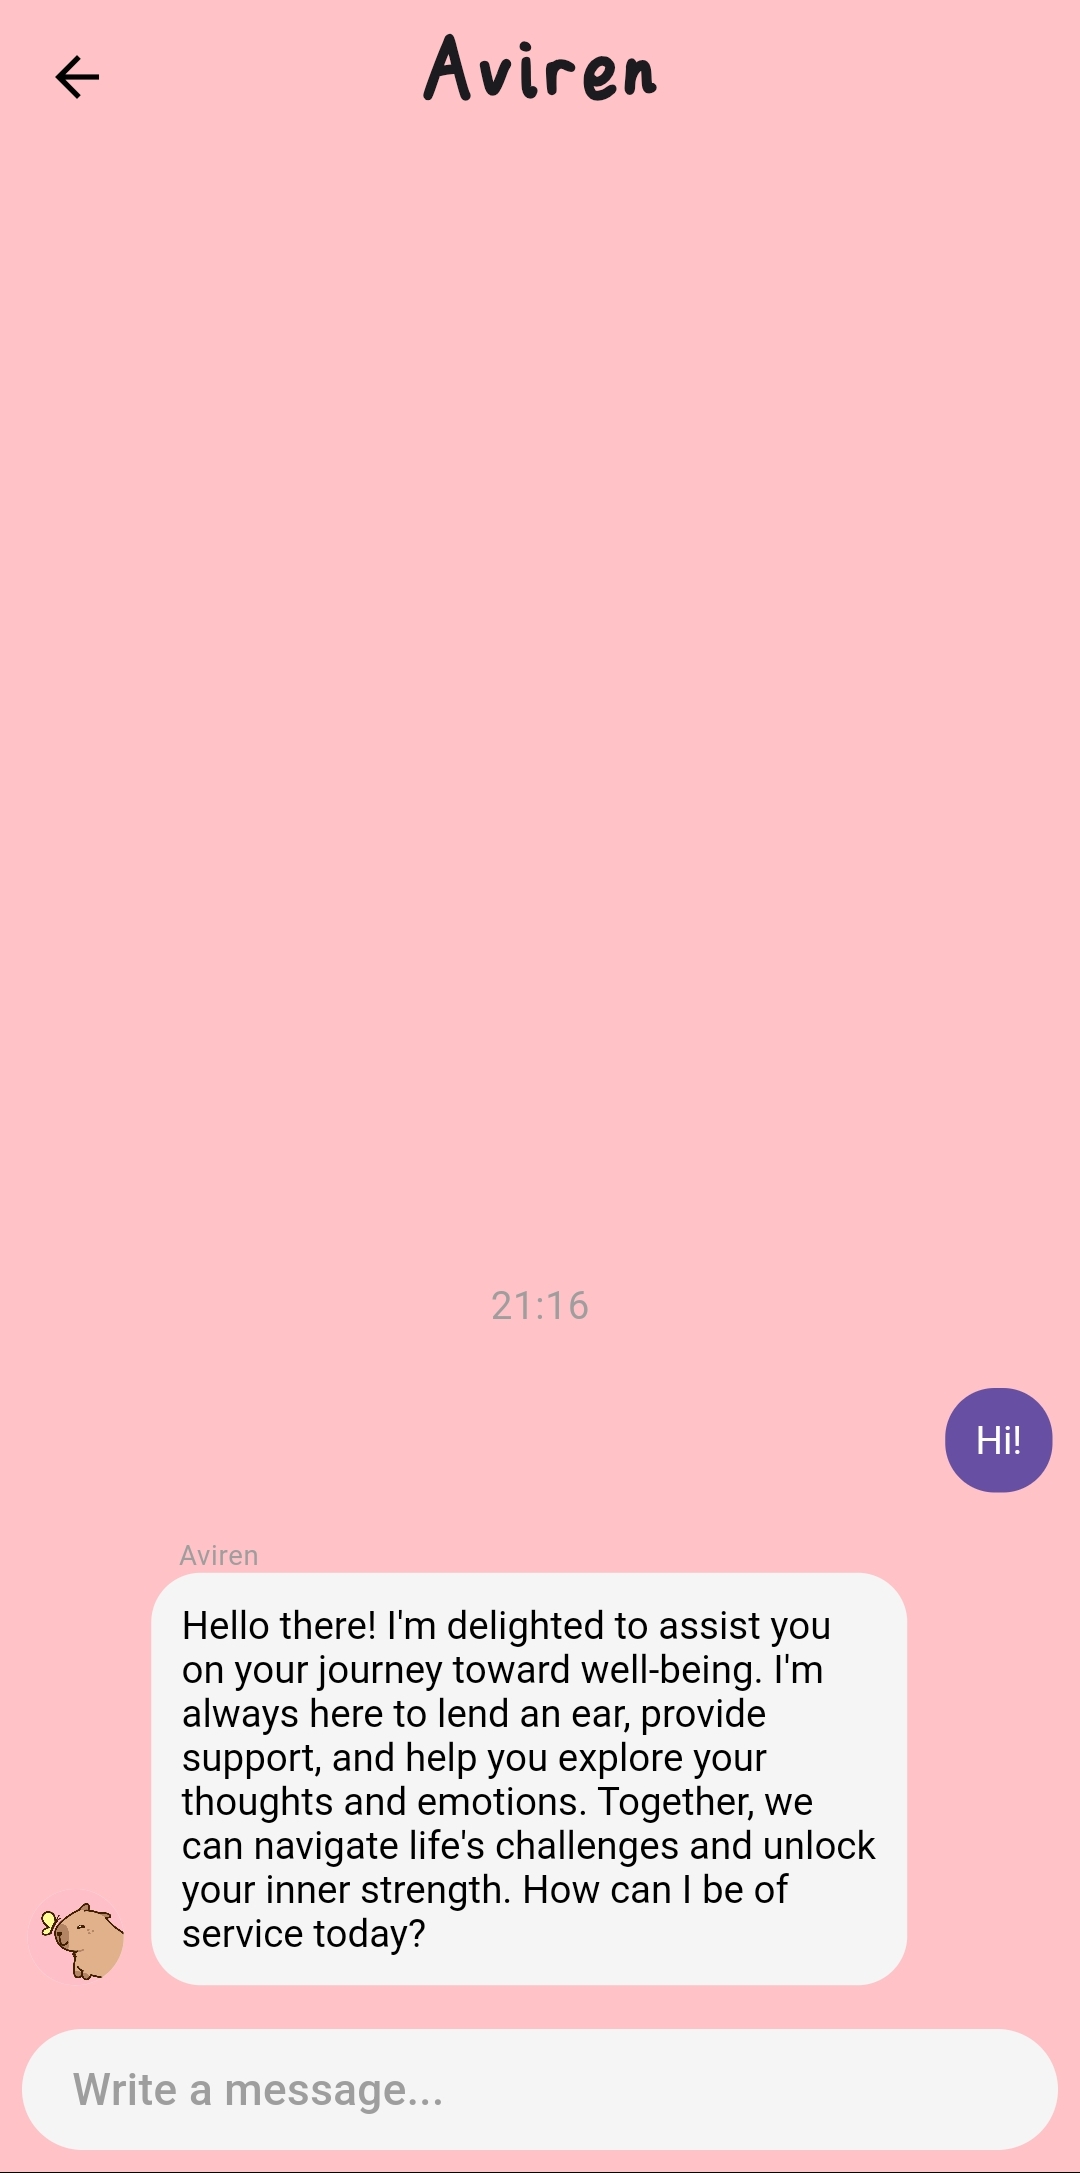 Aviren
21:16
Hi!
Aviren
Hello there! I'm delighted to assist you
on your journey toward well-being. I'm
always here to lend an ear, provide
support, and help you explore your
thoughts and emotions. Together, we
can navigate life's challenges and unlock
your inner strength. How can I be of
service today?
Write a message...